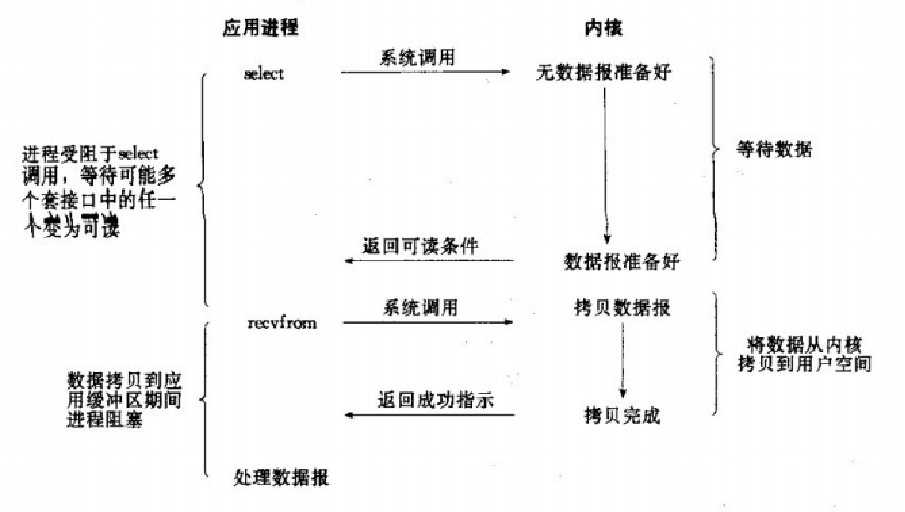 应用进程
内核
select
系统调用
无数据报准备好
进程受阻于select
调用，等待可能多
个套接口中的任一
个变为可读
等待数据
返回可读条件
数据报准备好
recvfrom
系统调用
拷贝数据报
将数据从内核
拷贝到用户空间
数据拷贝到应
用缓冲区期间
进程阻塞
返回成功指示
拷贝完成
处理数据报